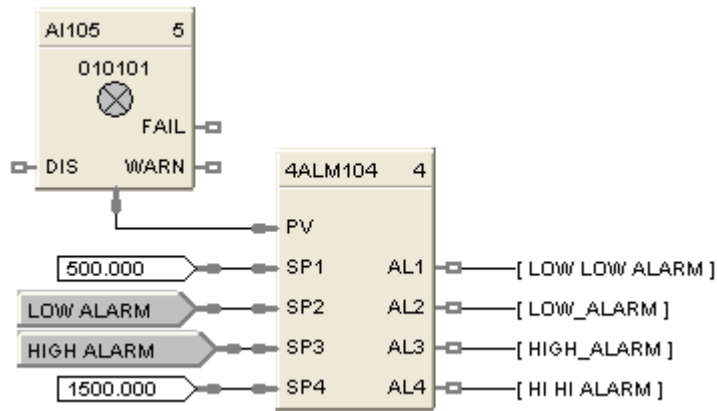 AI105 5
010101
FAIL
DIS WARN
4ALM104 4
PV
500.000 SP1 AL1 [ LOW LOW ALARM ]
LOW ALARM SP2 AL2 [ LOW_ALARM ]
HIGH ALARM SP3 AL3 [ HIGH_ALARM ]
1500.000 SP4 AL4 [ HI HI ALARM ]